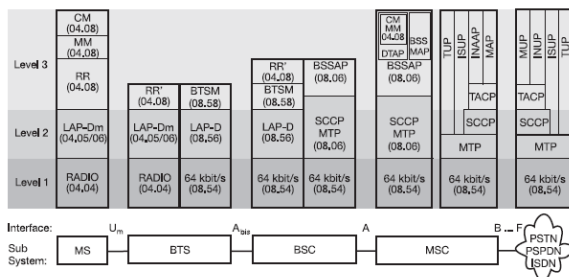 CM
(04.08)
MM
(04.08)
RR
(04.08)
LAP-Dm
(04.05/06)
RADIO
(04.04)
RR'
(04.08)
LAP-Dm
(04.05/06)
RADIO
(04.04)
BTSM
(08.58)
LAP-D
(08.56)
64 kbit/s
(08.54)
RR'
(04.08)
BTSM
(08.58)
LAP-D
(08.56)
64 kbit/s
(08.54)
BSSAP
(08.06)
SCCP
MTP
(08.06)
64 kbit/s
(08.54)
CM
MM
04.08
DTAP
BSS
MAP
BSSAP
(08.06)
SCCP
MTP
(08.06)
64 kbit/s
(08.54)
TUP
ISUP
INAAP
MAP
TACP
SCCP
MTP
64 kbit/s
(08.54)
MUP
INUP
ISUP
TUP
TACP
SCCP
MTP
64 kbit/s
(08.54)
Level 3
Level 2
Level 1
Interface: Um Abis A B ... F
Sub
System:
MS BTS BSC MSC
PSTN
PSPDN
ISDN